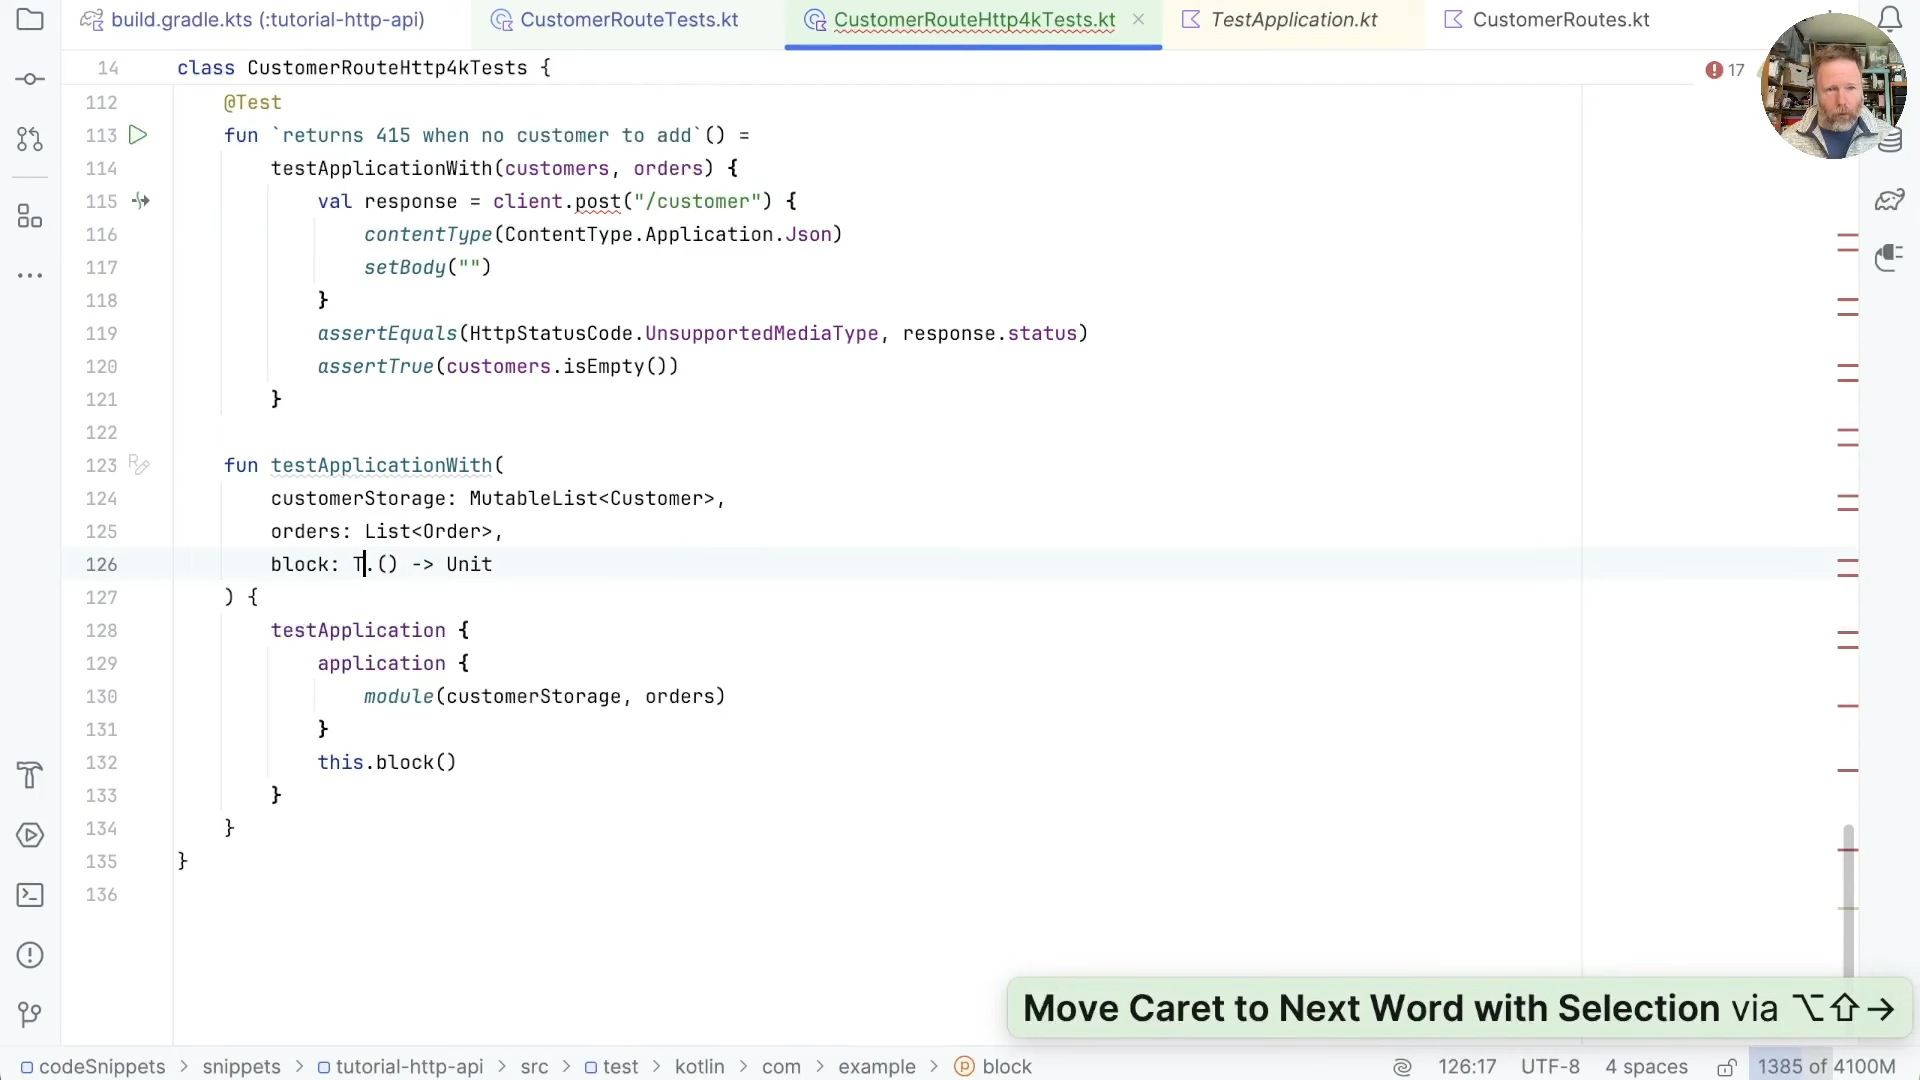 build.gradle.kts (:tutorial-http-api)
CustomerRouteTests.kt
CustomerRouteHttp4kTests.kt
TestApplication.kt
CustomerRoutes.kt
14 class CustomerRouteHttp4kTests {
17
112 @Test
113 fun `returns 415 when no customer to add`() =
114 testApplicationWith(customers, orders) {
115 val response = client.post("/customer") {
116 contentType(ContentType.Application.Json)
117 setBody("")
118 }
119 assertEquals(HttpStatusCode.UnsupportedMediaType, response.status)
120 assertTrue(customers.isEmpty())
121 }
122
123 fun testApplicationWith(
124 customerStorage: MutableList<Customer>,
125 orders: List<Order>,
126 block: T.() -> Unit
127 ) {
128 testApplication {
129 application {
130 module(customerStorage, orders)
131 }
132 this.block()
133 }
134 }
135 }
136
Move Caret to Next Word with Selection via ⌥⇧→
codeSnippets > snippets > tutorial-http-api > src > test > kotlin > com > example > block
126:17 UTF-8 4 spaces 1385 of 4100M